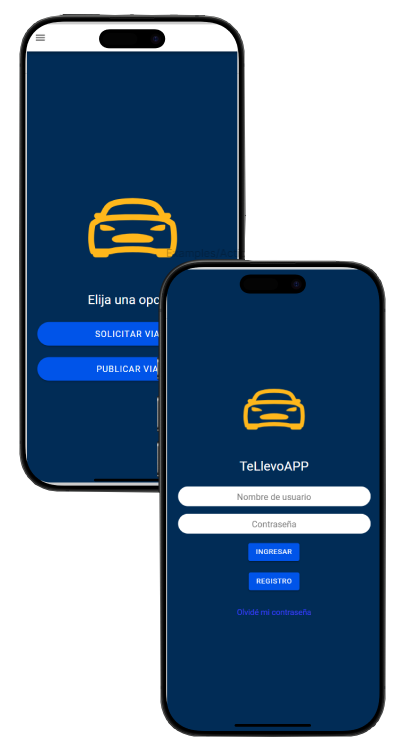 Elija una opc
SOLICITAR VIA
PUBLICAR VIA
TeLlevoAPP
Nombre de usuario
Contraseña
INGRESAR
REGISTRO
Olvidé mi contraseña